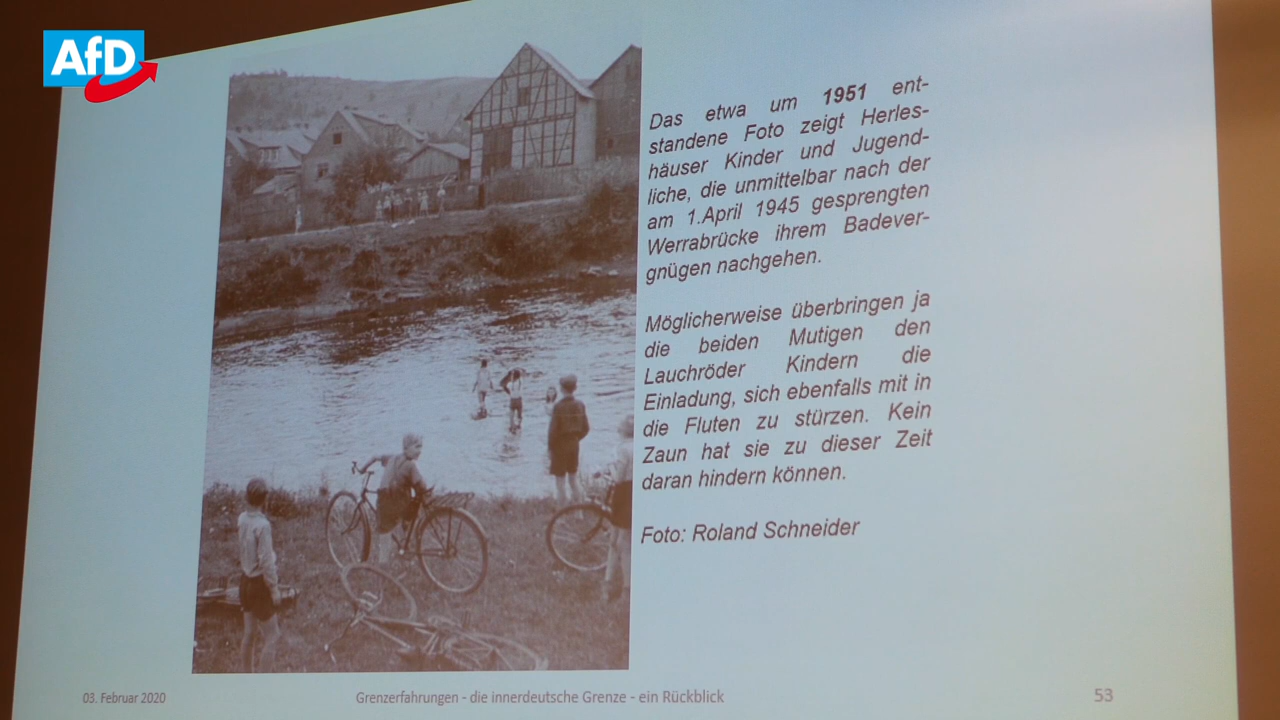 AfD
Das etwa um 1951 ent-
standene Foto zeigt Herles-
häuser Kinder und Jugend-
liche, die unmittelbar nach der
am 1.April 1945 gesprengten
Werrabrücke ihrem Badever-
gnügen nachgehen.
Möglicherweise überbringen ja
die beiden Mutigen den
Lauchröder Kindern die
Einladung, sich ebenfalls mit in
die Fluten zu stürzen. Kein
Zaun hat sie zu dieser Zeit
daran hindern können.
Foto: Roland Schneider
03. Februar 2020
Grenzerfahrungen - die innerdeutsche Grenze - ein Rückblick
53